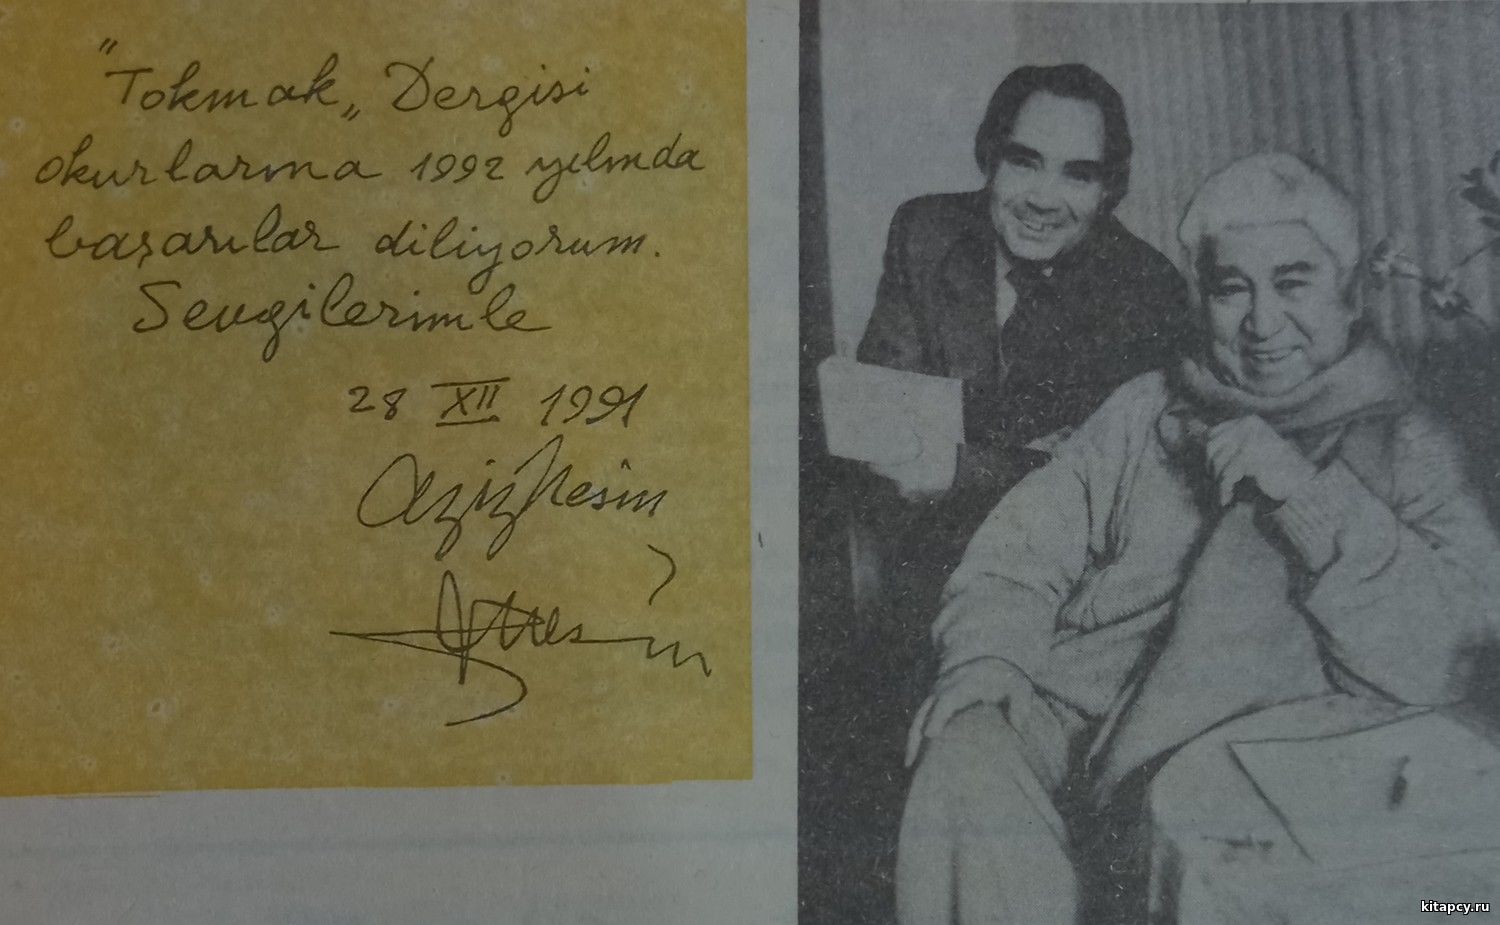 "Tokmak„ Dergisi
okurlarına 1992 yılında
başarılar diliyorum.
Sevgilerimle
28 XII 1991
Aziz Nesin
kitapcy.ru